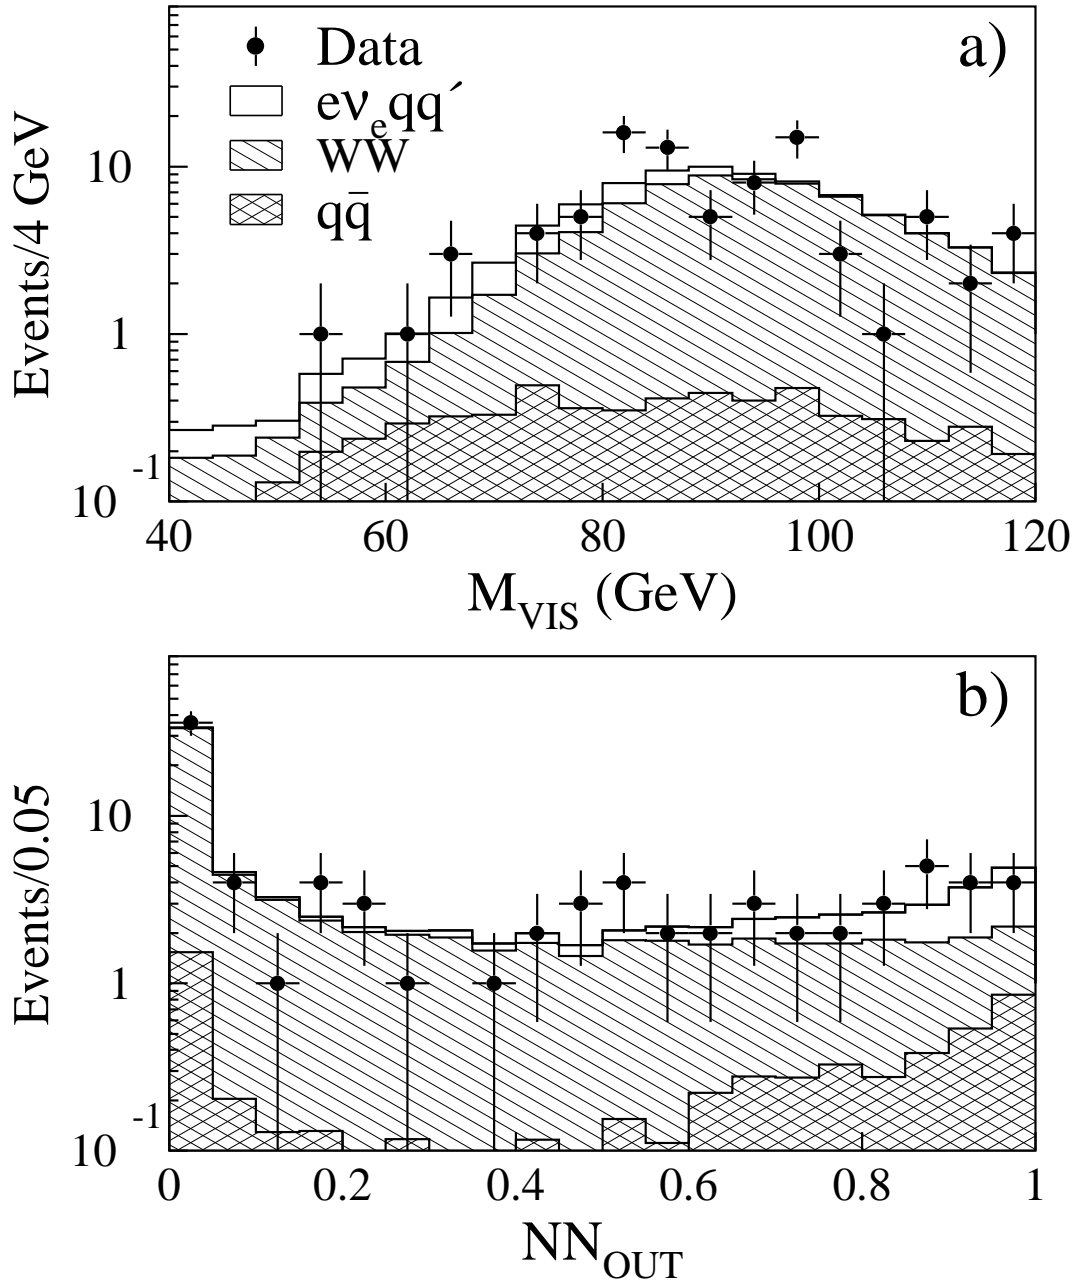 a)
Data
eνₑqq´
WW
qq̄
Events/4 GeV
10
1
10⁻¹
40 60 80 100 120
M_VIS (GeV)
b)
Events/0.05
10
1
10⁻¹
0 0.2 0.4 0.6 0.8 1
NN_OUT